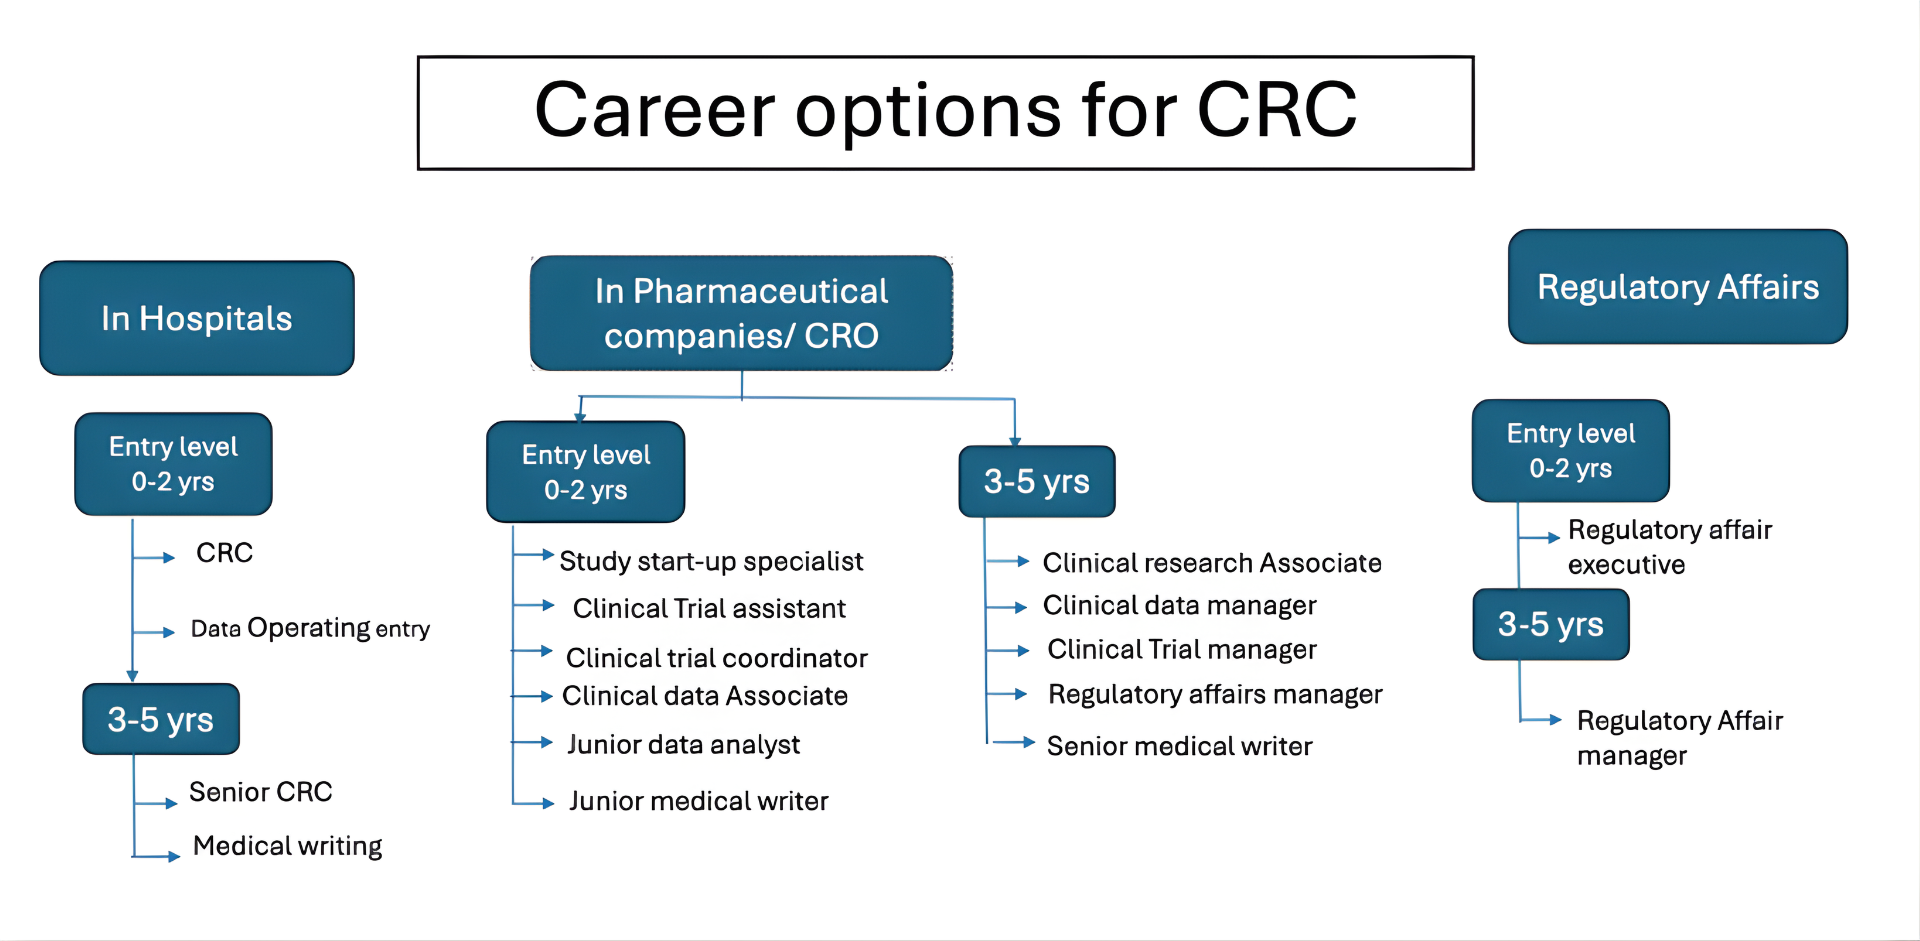 Career options for CRC
In Hospitals
Entry level
0-2 yrs
CRC
Data Operating entry
3-5 yrs
Senior CRC
Medical writing
In Pharmaceutical
companies/ CRO
Entry level
0-2 yrs
Study start-up specialist
Clinical Trial assistant
Clinical trial coordinator
Clinical data Associate
Junior data analyst
Junior medical writer
3-5 yrs
Clinical research Associate
Clinical data manager
Clinical Trial manager
Regulatory affairs manager
Senior medical writer
Regulatory Affairs
Entry level
0-2 yrs
Regulatory affair
executive
3-5 yrs
Regulatory Affair
manager